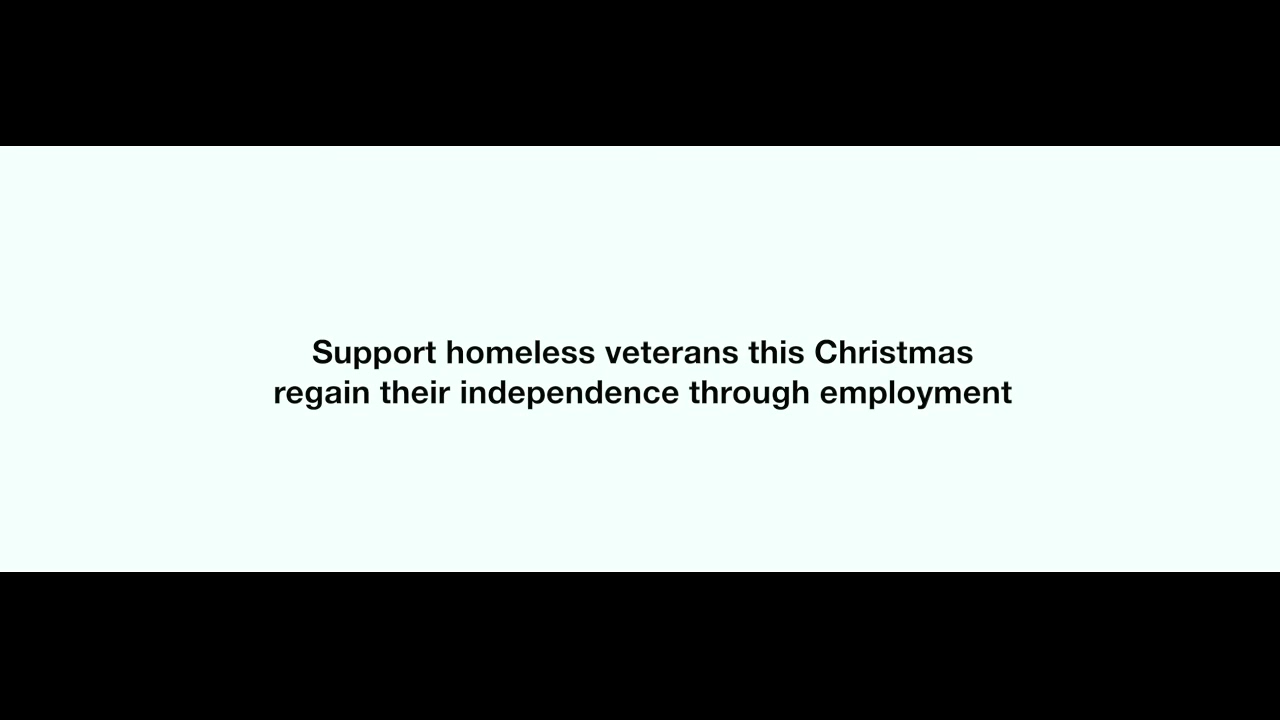 Support homeless veterans this Christmas
regain their independence through employment